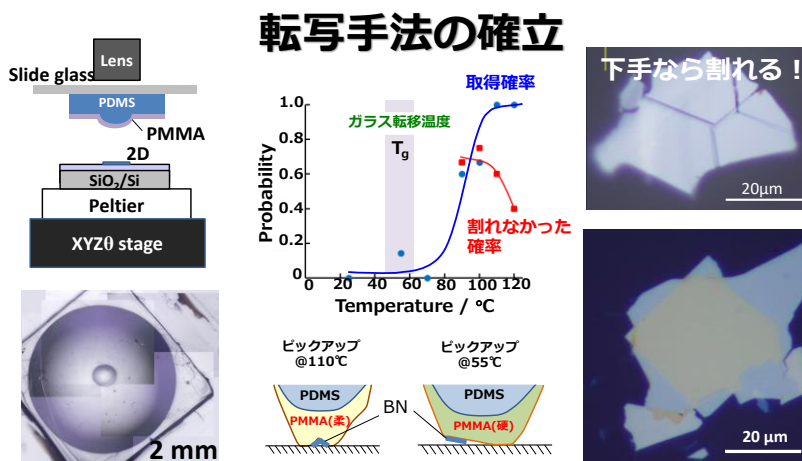 転写手法の確立
Lens
Slide glass
PDMS
PMMA
2D
SiO₂/Si
Peltier
XYZθ stage
2 mm
取得確率
ガラス転移温度
Tg
割れなかった
確率
Probability
1.0
0.8
0.6
0.4
0.2
0
0 20 40 60 80 100 120
Temperature / ℃
ピックアップ
@110℃
PDMS
PMMA(柔)
BN
ピックアップ
@55℃
PDMS
PMMA(硬)
下手なら割れる！
20μm
20 μm